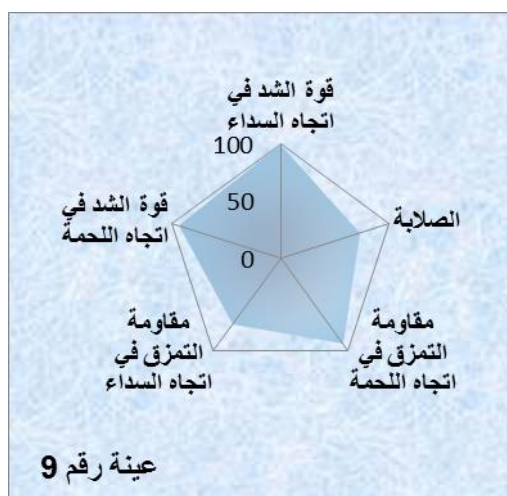 قوة الشد في
اتجاه السداء
100
50
0
الصلابة
مقاومة
التمزق في
اتجاه اللحمة
مقاومة
التمزق في
اتجاه السداء
قوة الشد في
اتجاه اللحمة
عينة رقم 9